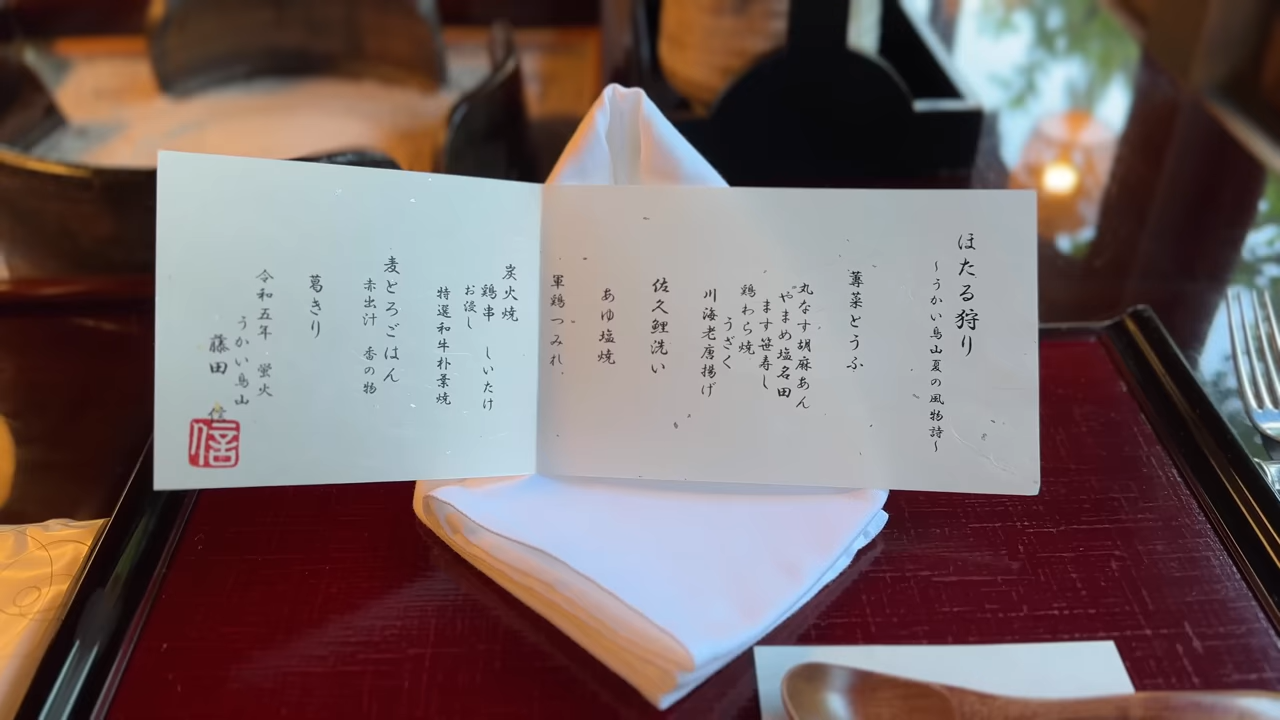 ほたる狩り
～うかい鳥山夏の風物詩～
蓴菜とうふ
丸なす胡麻あん
やまめ塩名田
ます笹寿し
鶏わら焼
うざく
川海老唐揚げ
佐久鯉洗い
あゆ塩焼
軍鶏つみれ
炭火焼
鶏串 しいたけ
お浸し
特選和牛朴葉焼
麦とろごはん
赤出汁 香の物
葛きり
令和五年 蛍火
うかい鳥山
藤田 信
信